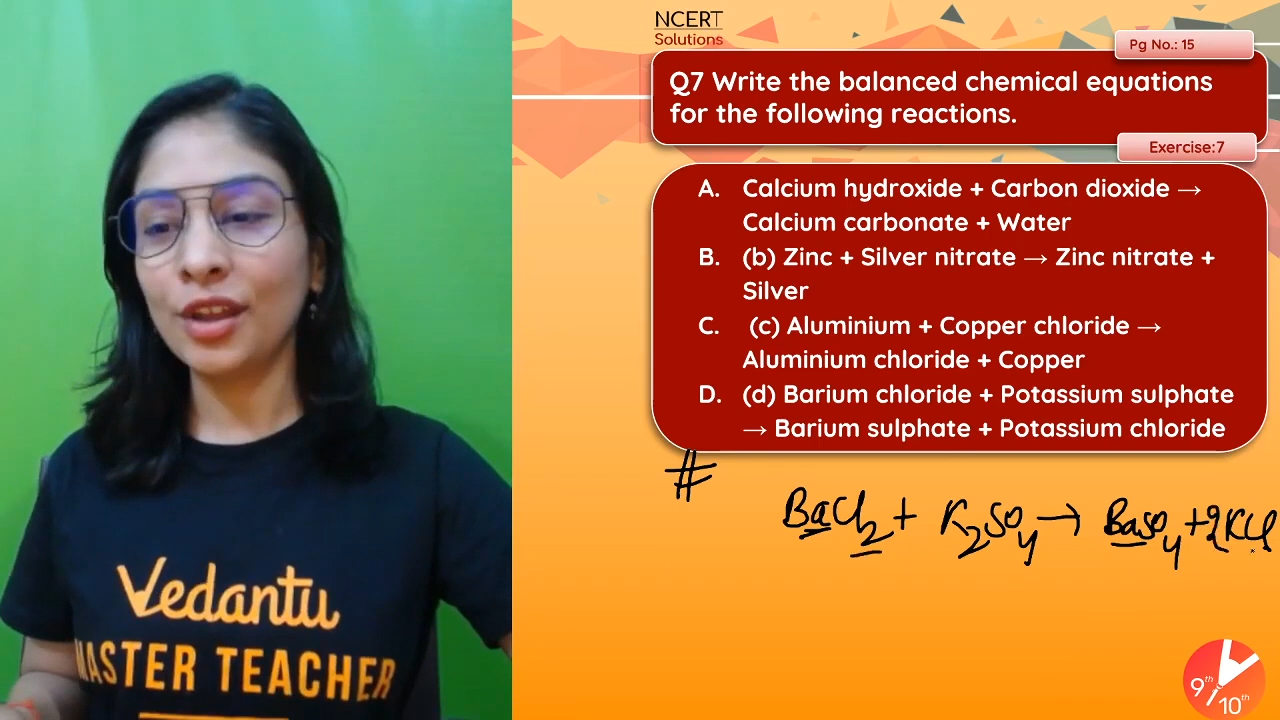 NCERT
Solutions
Pg No.: 15
Q7 Write the balanced chemical equations
for the following reactions.
Exercise:7
A. Calcium hydroxide + Carbon dioxide →
Calcium carbonate + Water
B. (b) Zinc + Silver nitrate → Zinc nitrate +
Silver
C. (c) Aluminium + Copper chloride →
Aluminium chloride + Copper
D. (d) Barium chloride + Potassium sulphate
→ Barium sulphate + Potassium chloride
#
BaCl2 + K2SO4 → BaSO4 + 2KCl
Vedantu
MASTER TEACHER
9th
10th